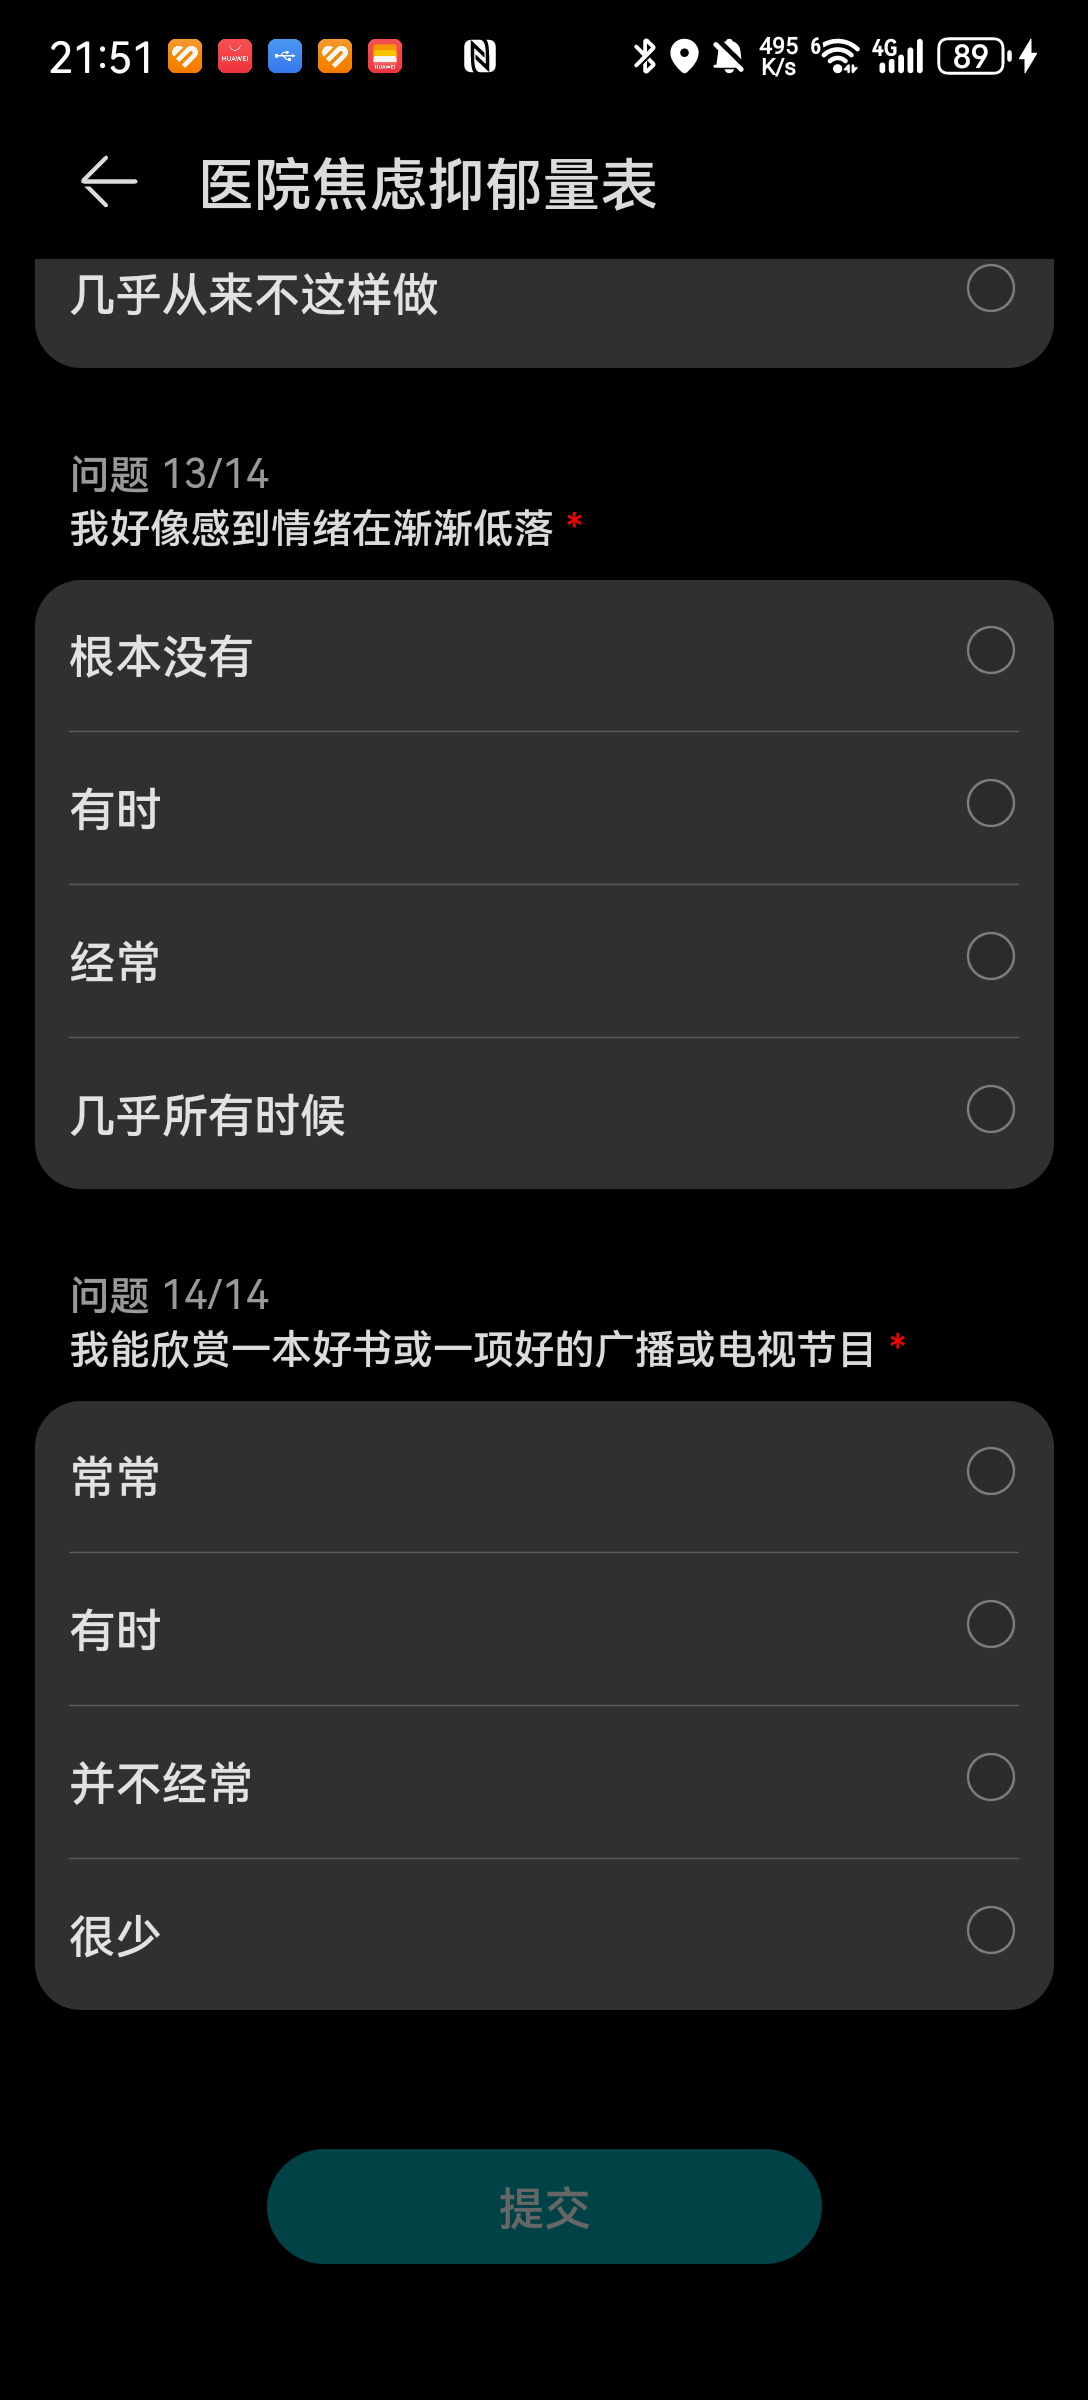 21:51 HUAWEI HUAWEI 495 K/s 6 4G 89
医院焦虑抑郁量表
几乎从来不这样做
问题 13/14
我好像感到情绪在渐渐低落 *
根本没有
有时
经常
几乎所有时候
问题 14/14
我能欣赏一本好书或一项好的广播或电视节目 *
常常
有时
并不经常
很少
提交